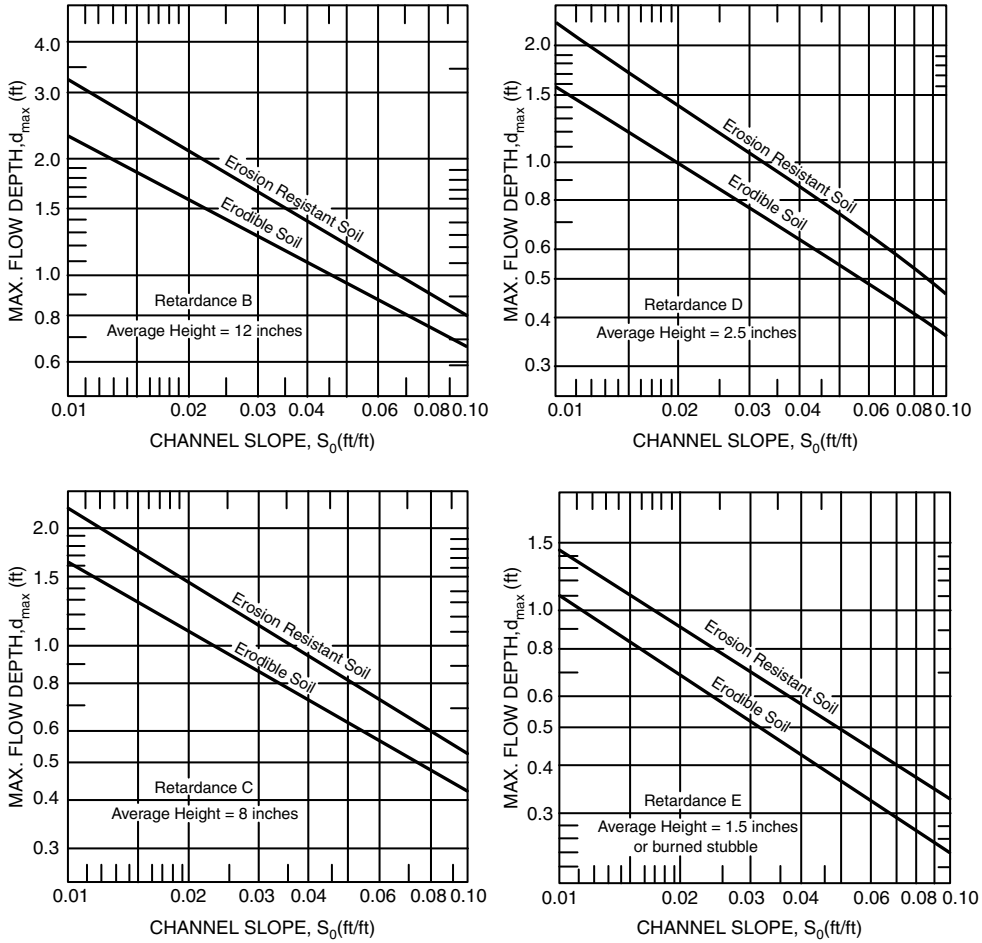 MAX. FLOW DEPTH,dmax (ft)
4.0
3.0
2.0
1.5
1.0
0.8
0.6
Erosion Resistant Soil
Erodible Soil
Retardance B
Average Height = 12 inches
0.01 0.02 0.03 0.04 0.06 0.08 0.10
CHANNEL SLOPE, S0(ft/ft)
MAX. FLOW DEPTH,dmax (ft)
2.0
1.5
1.0
0.8
0.6
0.5
0.4
0.3
Erosion Resistant Soil
Erodible Soil
Retardance D
Average Height = 2.5 inches
0.01 0.02 0.03 0.04 0.06 0.08 0.10
CHANNEL SLOPE, S0(ft/ft)
MAX. FLOW DEPTH,dmax (ft)
2.0
1.5
1.0
0.8
0.6
0.5
0.4
0.3
Erosion Resistant Soil
Erodible Soil
Retardance C
Average Height = 8 inches
0.01 0.02 0.03 0.04 0.06 0.08 0.10
CHANNEL SLOPE, S0(ft/ft)
MAX. FLOW DEPTH,dmax (ft)
1.5
1.0
0.8
0.6
0.5
0.4
0.3
Erosion Resistant Soil
Erodible Soil
Retardance E
Average Height = 1.5 inches
or burned stubble
0.01 0.02 0.03 0.04 0.06 0.08 0.10
CHANNEL SLOPE, S0(ft/ft)